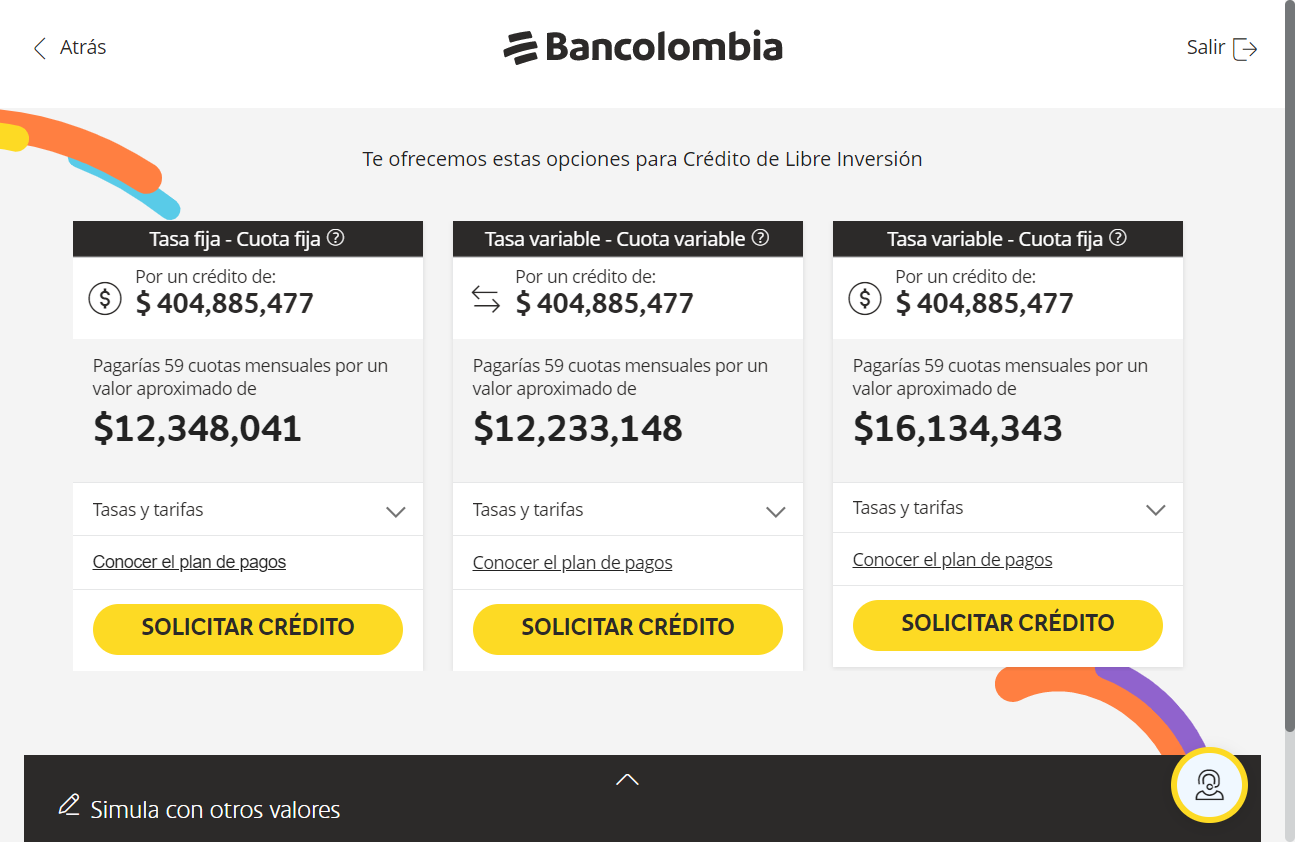 Atrás
Bancolombia
Salir
Te ofrecemos estas opciones para Crédito de Libre Inversión
Tasa fija - Cuota fija ?
Por un crédito de:
$ 404,885,477
Pagarías 59 cuotas mensuales por un
valor aproximado de
$12,348,041
Tasas y tarifas
Conocer el plan de pagos
SOLICITAR CRÉDITO
Tasa variable - Cuota variable ?
Por un crédito de:
$ 404,885,477
Pagarías 59 cuotas mensuales por un
valor aproximado de
$12,233,148
Tasas y tarifas
Conocer el plan de pagos
SOLICITAR CRÉDITO
Tasa variable - Cuota fija ?
Por un crédito de:
$ 404,885,477
Pagarías 59 cuotas mensuales por un
valor aproximado de
$16,134,343
Tasas y tarifas
Conocer el plan de pagos
SOLICITAR CRÉDITO
Simula con otros valores